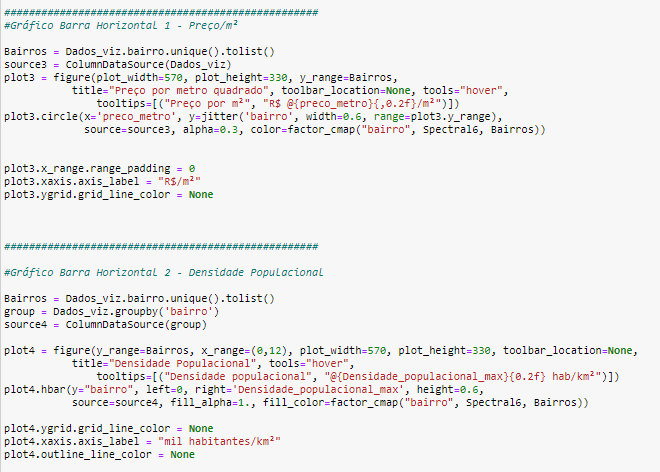 ###################################################
#Gráfico Barra Horizontal 1 - Preço/m²
Bairros = Dados_viz.bairro.unique().tolist()
source3 = ColumnDataSource(Dados_viz)
plot3 = figure(plot_width=570, plot_height=330, y_range=Bairros,
           title="Preço por metro quadrado", toolbar_location=None, tools="hover",
               tooltips=[("Preço por m²", "R$ @{preco_metro}{,0.2f}/m²")])
plot3.circle(x='preco_metro', y=jitter('bairro', width=0.6, range=plot3.y_range),
             source=source3, alpha=0.3, color=factor_cmap("bairro", Spectral6, Bairros))
plot3.x_range.range_padding = 0
plot3.xaxis.axis_label = "R$/m²"
plot3.ygrid.grid_line_color = None
###################################################
#Gráfico Barra Horizontal 2 - Densidade Populacional
Bairros = Dados_viz.bairro.unique().tolist()
group = Dados_viz.groupby('bairro')
source4 = ColumnDataSource(group)
plot4 = figure(y_range=Bairros, x_range=(0,12), plot_width=570, plot_height=330, toolbar_location=None,
           title="Densidade Populacional", tools="hover",
               tooltips=[("Densidade populacional", "@{Densidade_populacional_max}{0.2f} hab/km²")])
plot4.hbar(y="bairro", left=0, right='Densidade_populacional_max', height=0.6,
           source=source4, fill_alpha=1., fill_color=factor_cmap("bairro", Spectral6, Bairros))
plot4.ygrid.grid_line_color = None
plot4.xaxis.axis_label = "mil habitantes/km²"
plot4.outline_line_color = None